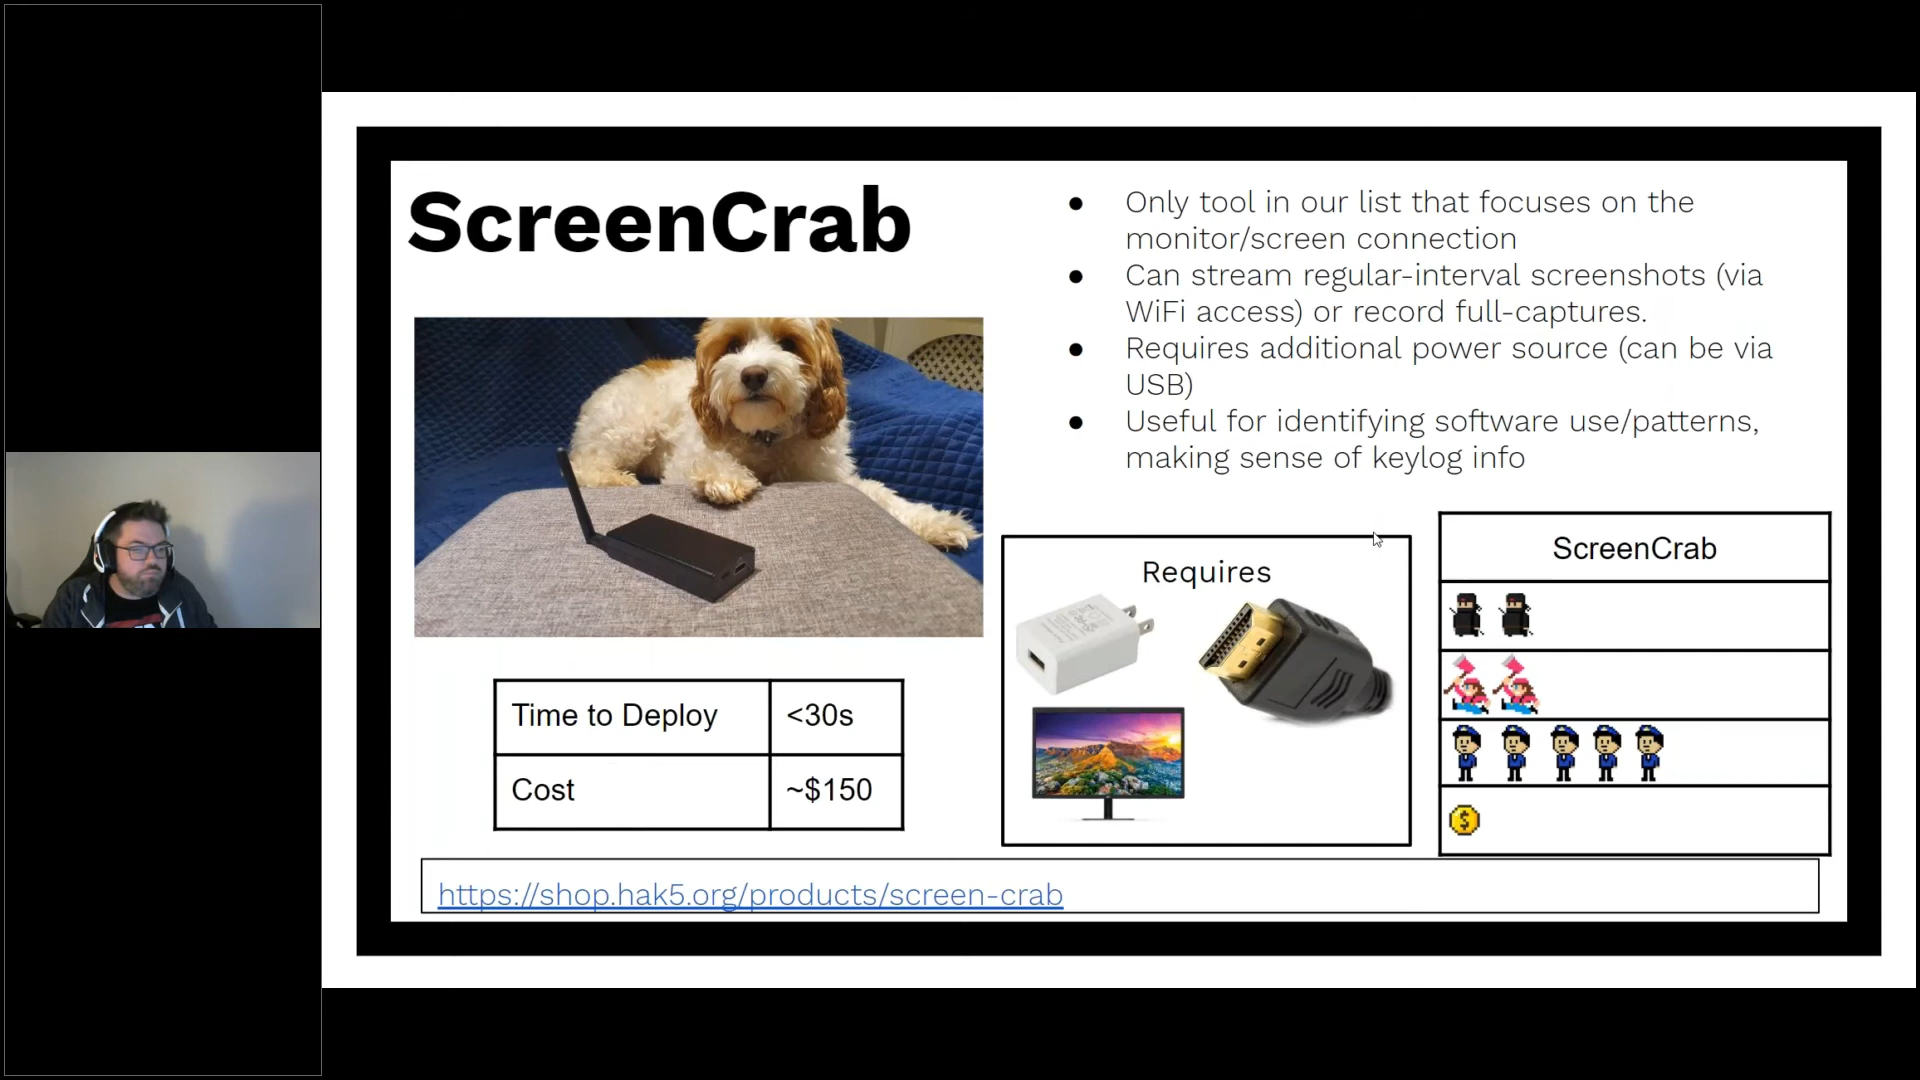 ScreenCrab
● Only tool in our list that focuses on the
monitor/screen connection
● Can stream regular-interval screenshots (via
WiFi access) or record full-captures.
● Requires additional power source (can be via
USB)
● Useful for identifying software use/patterns,
making sense of keylog info
Time to Deploy <30s
Cost ~$150
Requires
ScreenCrab
https://shop.hak5.org/products/screen-crab